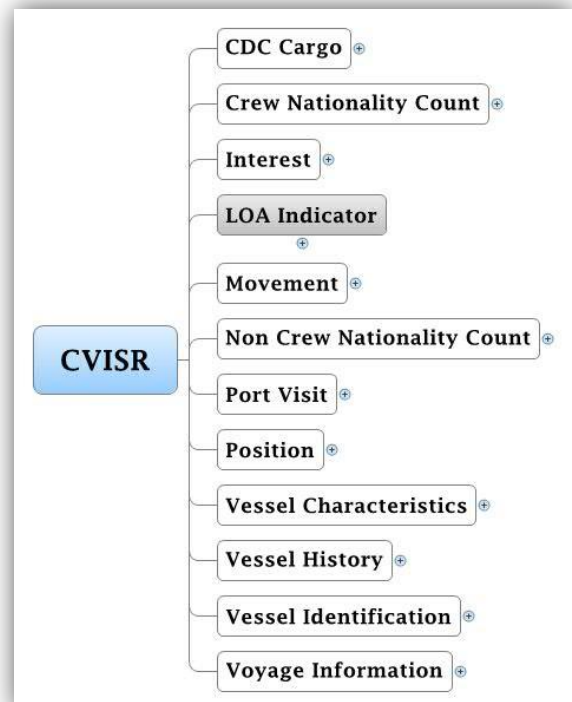 CDC Cargo
Crew Nationality Count
Interest
LOA Indicator
Movement
Non Crew Nationality Count
CVISR
Port Visit
Position
Vessel Characteristics
Vessel History
Vessel Identification
Voyage Information